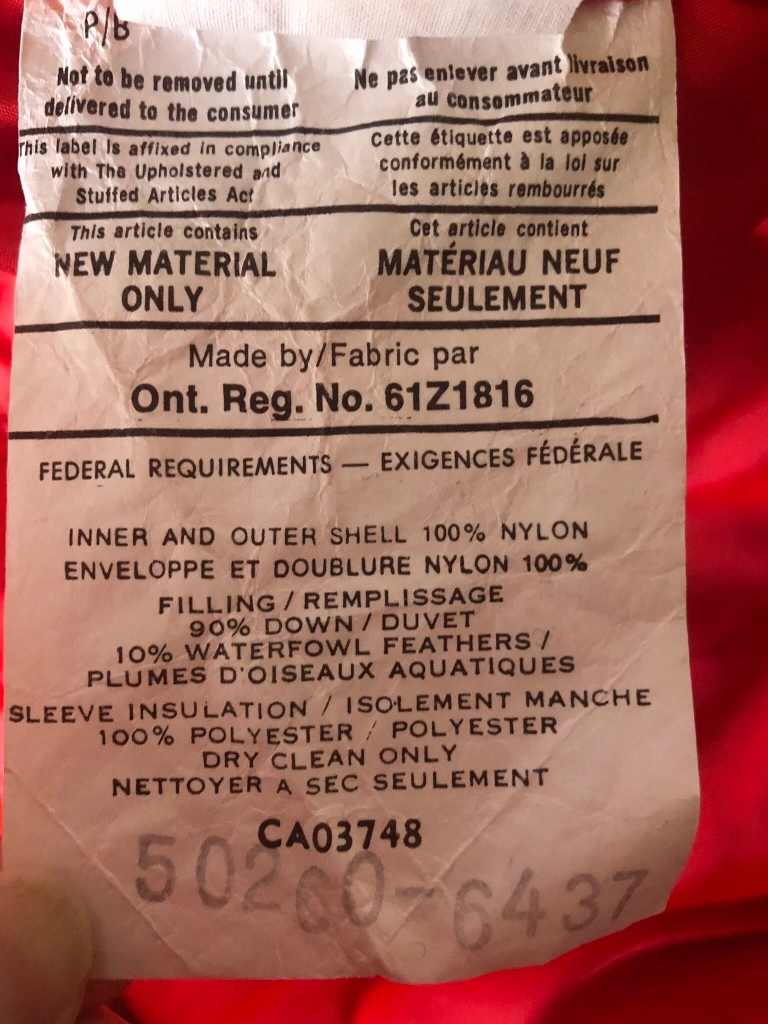 P/B
Not to be removed until
delivered to the consumer
Ne pas enlever avant livraison
au consommateur
This label is affixed in compliance
with The Upholstered and
Stuffed Articles Act
Cette étiquette est apposée
conformément à la loi sur
les articles rembourrés
This article contains
NEW MATERIAL
ONLY
Cet article contient
MATÉRIAU NEUF
SEULEMENT
Made by/Fabric par
Ont. Reg. No. 61Z1816
FEDERAL REQUIREMENTS — EXIGENCES FÉDÉRALE
INNER AND OUTER SHELL 100% NYLON
ENVELOPPE ET DOUBLURE NYLON 100%
FILLING / REMPLISSAGE
90% DOWN / DUVET
10% WATERFOWL FEATHERS /
PLUMES D'OISEAUX AQUATIQUES
SLEEVE INSULATION / ISOLEMENT MANCHE
100% POLYESTER / POLYESTER
DRY CLEAN ONLY
NETTOYER A SEC SEULEMENT
CA03748
50260-6437